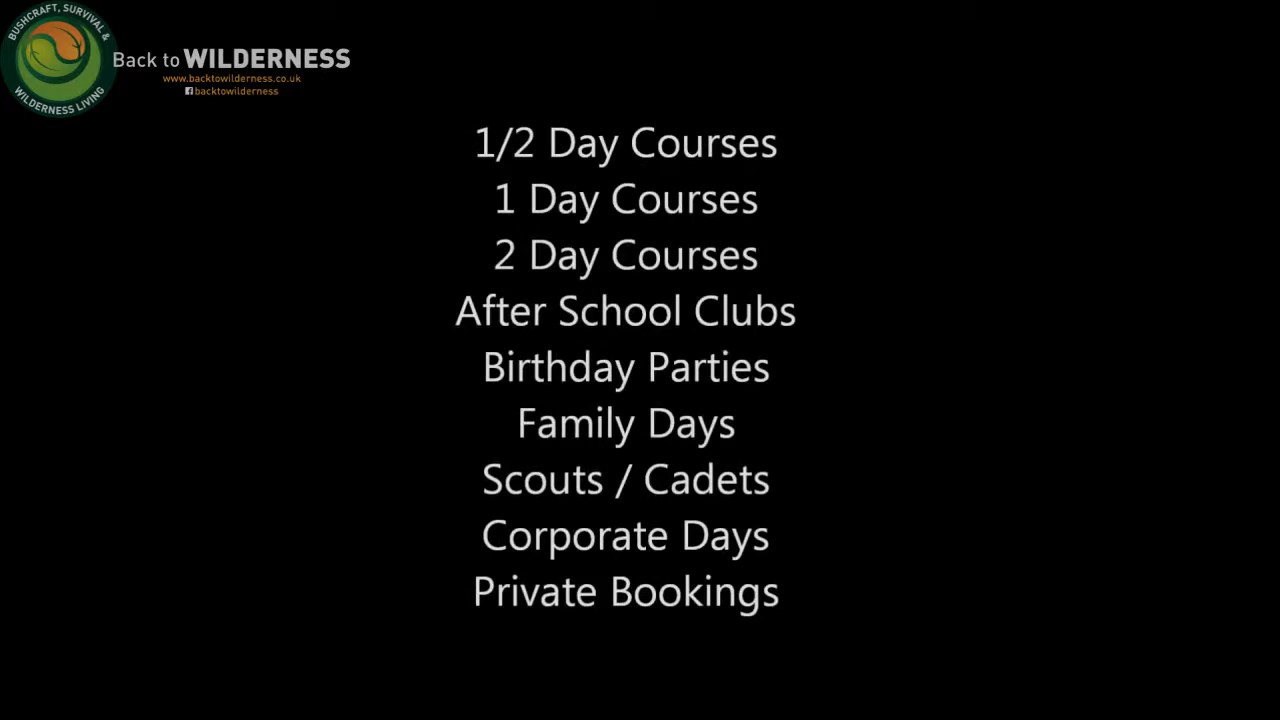 BUSHCRAFT, SURVIVAL &
WILDERNESS LIVING
Back to WILDERNESS
www.backtowilderness.co.uk
backtowilderness
1/2 Day Courses
1 Day Courses
2 Day Courses
After School Clubs
Birthday Parties
Family Days
Scouts / Cadets
Corporate Days
Private Bookings